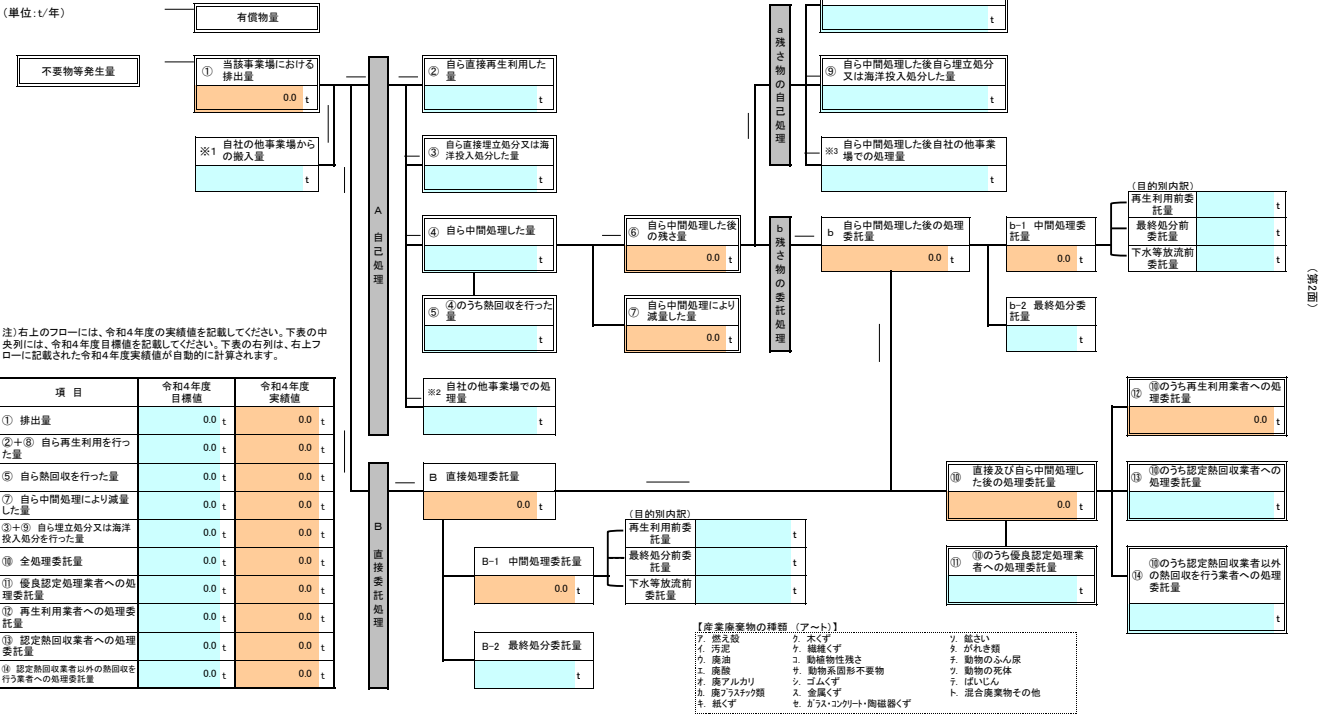 (単位:t/年)
有償物量
不要物等発生量
① 当該事業場における
排出量
0.0 t
※1 自社の他事業場から
の搬入量
t
A 自己処理
② 自ら直接再生利用した
量
t
③ 自ら直接埋立処分又は海
洋投入処分した量
t
④ 自ら中間処理した量
t
⑤ ④のうち熱回収を行った
量
t
※2 自社の他事業場での処
理量
t
⑥ 自ら中間処理した後
の残さ量
0.0 t
⑦ 自ら中間処理により
減量した量
0.0 t
a 残さ物の自己処理
t
⑨ 自ら中間処理した後自ら埋立処分
又は海洋投入処分した量
t
※3 自ら中間処理した後自社の他事業
場での処理量
t
b 残さ物の委託処理
b 自ら中間処理した後の処理
委託量
0.0 t
b-1 中間処理委
託量
0.0 t
b-2 最終処分委
託量
t
(目的別内訳)
再生利用前委
託量
t
最終処分前
委託量
t
下水等放流前
委託量
t
(第2面)
注)右上のフローには、令和4年度の実績値を記載してください。下表の中
央列には、令和4年度目標値を記載してください。下表の右列は、右上フ
ローに記載された令和4年度実績値が自動的に計算されます。
項 目 令和4年度
目標値 令和4年度
実績値
① 排出量 0.0 t 0.0 t
②+⑧ 自ら再生利用を行っ
た量 0.0 t 0.0 t
⑤ 自ら熱回収を行った量 0.0 t 0.0 t
⑦ 自ら中間処理により減量
した量 0.0 t 0.0 t
③+⑨ 自ら埋立処分又は海洋
投入処分を行った量 0.0 t 0.0 t
⑩ 全処理委託量 0.0 t 0.0 t
⑪ 優良認定処理業者への処
理委託量 0.0 t 0.0 t
⑫ 再生利用業者への処理委
託量 0.0 t 0.0 t
⑬ 認定熱回収業者への処理
委託量 0.0 t 0.0 t
⑭ 認定熱回収業者以外の熱回収を
行う業者への処理委託量 0.0 t 0.0 t
B 直接委託処理
B 直接処理委託量
0.0 t
B-1 中間処理委託量
0.0 t
B-2 最終処分委託量
t
(目的別内訳)
再生利用前委
託量
t
最終処分前委
託量
t
下水等放流前
委託量
t
⑩ 直接及び自ら中間処理し
た後の処理委託量
0.0 t
⑪ ⑩のうち優良認定処理業
者への処理委託量
t
⑫ ⑩のうち再生利用業者への処
理委託量
0.0 t
⑬ ⑩のうち認定熱回収業者への
処理委託量
t
⑭ ⑩のうち認定熱回収業者以外
の熱回収を行う業者への処理
委託量
t
【産業廃棄物の種類 (ア~ト)】
ア. 燃え殻 ク. 木くず ソ. 鉱さい
イ. 汚泥 ケ. 繊維くず タ. がれき類
ウ. 廃油 コ. 動植物性残さ チ. 動物のふん尿
エ. 廃酸 サ. 動物系固形不要物 ツ. 動物の死体
オ. 廃アルカリ シ. ゴムくず テ. ばいじん
カ. 廃プラスチック類 ス. 金属くず ト. 混合廃棄物その他
キ. 紙くず セ. ガラス・コンクリート・陶磁器くず